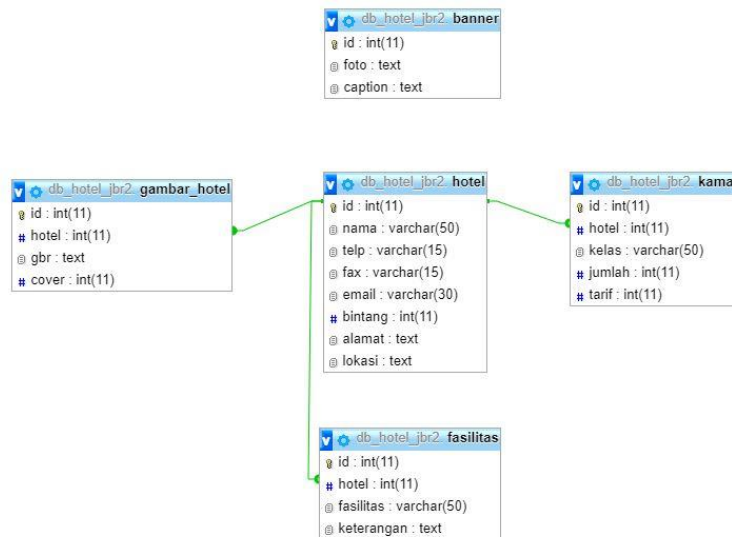 db_hotel_jbr2 banner
id : int(11)
foto : text
caption : text
db_hotel_jbr2 gambar_hotel
id : int(11)
hotel : int(11)
gbr : text
cover : int(11)
db_hotel_jbr2 hotel
id : int(11)
nama : varchar(50)
telp : varchar(15)
fax : varchar(15)
email : varchar(30)
bintang : int(11)
alamat : text
lokasi : text
db_hotel_jbr2 kama
id : int(11)
hotel : int(11)
kelas : varchar(50)
jumlah : int(11)
tarif : int(11)
db_hotel_jbr2 fasilitas
id : int(11)
hotel : int(11)
fasilitas : varchar(50)
keterangan : text